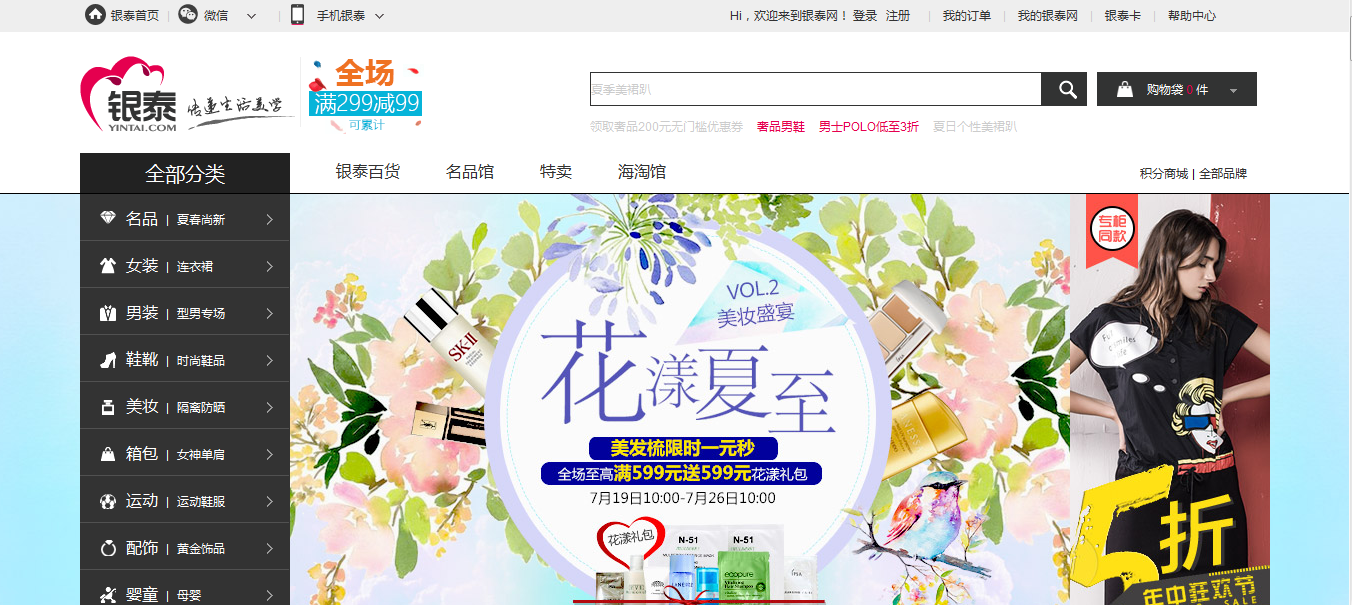 银泰首页 微信 手机银泰 Hi，欢迎来到银泰网！ 登录 注册 我的订单 我的银泰网 银泰卡 帮助中心
银泰
YINTAI.COM
传递生活美学
全场
满299减99
可累计
夏季美裙趴
购物袋 0 件
领取奢品200元无门槛优惠券 奢品男鞋 男士POLO低至3折 夏日个性美裙趴
全部分类 银泰百货 名品馆 特卖 海淘馆 积分商城 | 全部品牌
名品 | 夏春尚新
女装 | 连衣裙
男装 | 型男专场
鞋靴 | 时尚鞋品
美妆 | 隔离防晒
箱包 | 女神单肩
运动 | 运动鞋服
配饰 | 黄金饰品
婴童 | 母婴
VOL.2
美妆盛宴
花漾夏至
美发梳限时一元秒
全场至高满599元送599元花漾礼包
7月19日10:00-7月26日10:00
花漾礼包
SK-II
N-51
N-51
LANEIGE
ecopure
IPSA
专柜
同款
5折
年中狂欢节
SALE